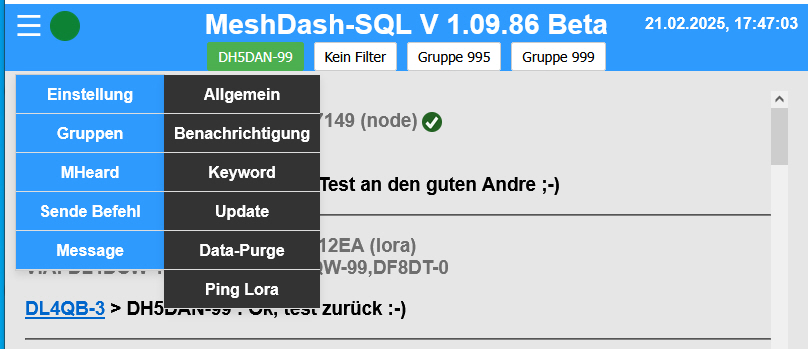 MeshDash-SQL V 1.09.86 Beta
21.02.2025, 17:47:03
DH5DAN-99 Kein Filter Gruppe 995 Gruppe 999
Einstellung Allgemein
7149 (node)
Gruppen Benachrichtigung
MHeard Keyword
Test an den guten Andre ;-)
Sende Befehl Update
Message Data-Purge
12EA (lora)
QW-99,DF8DT-0
Ping Lora
DL4QB-3 > DH5DAN-99 : Ok, test zurück :-)